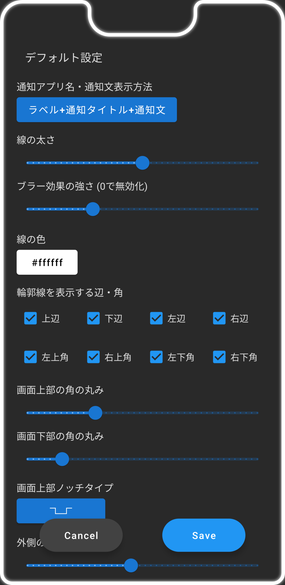 デフォルト設定
通知アプリ名・通知文表示方法
ラベル+通知タイトル+通知文
線の太さ
ブラー効果の強さ (0で無効化)
線の色
#ffffff
輪郭線を表示する辺・角
上辺 下辺 左辺 右辺
左上角 右上角 左下角 右下角
画面上部の角の丸み
画面下部の角の丸み
画面上部ノッチタイプ
外側の
Cancel Save